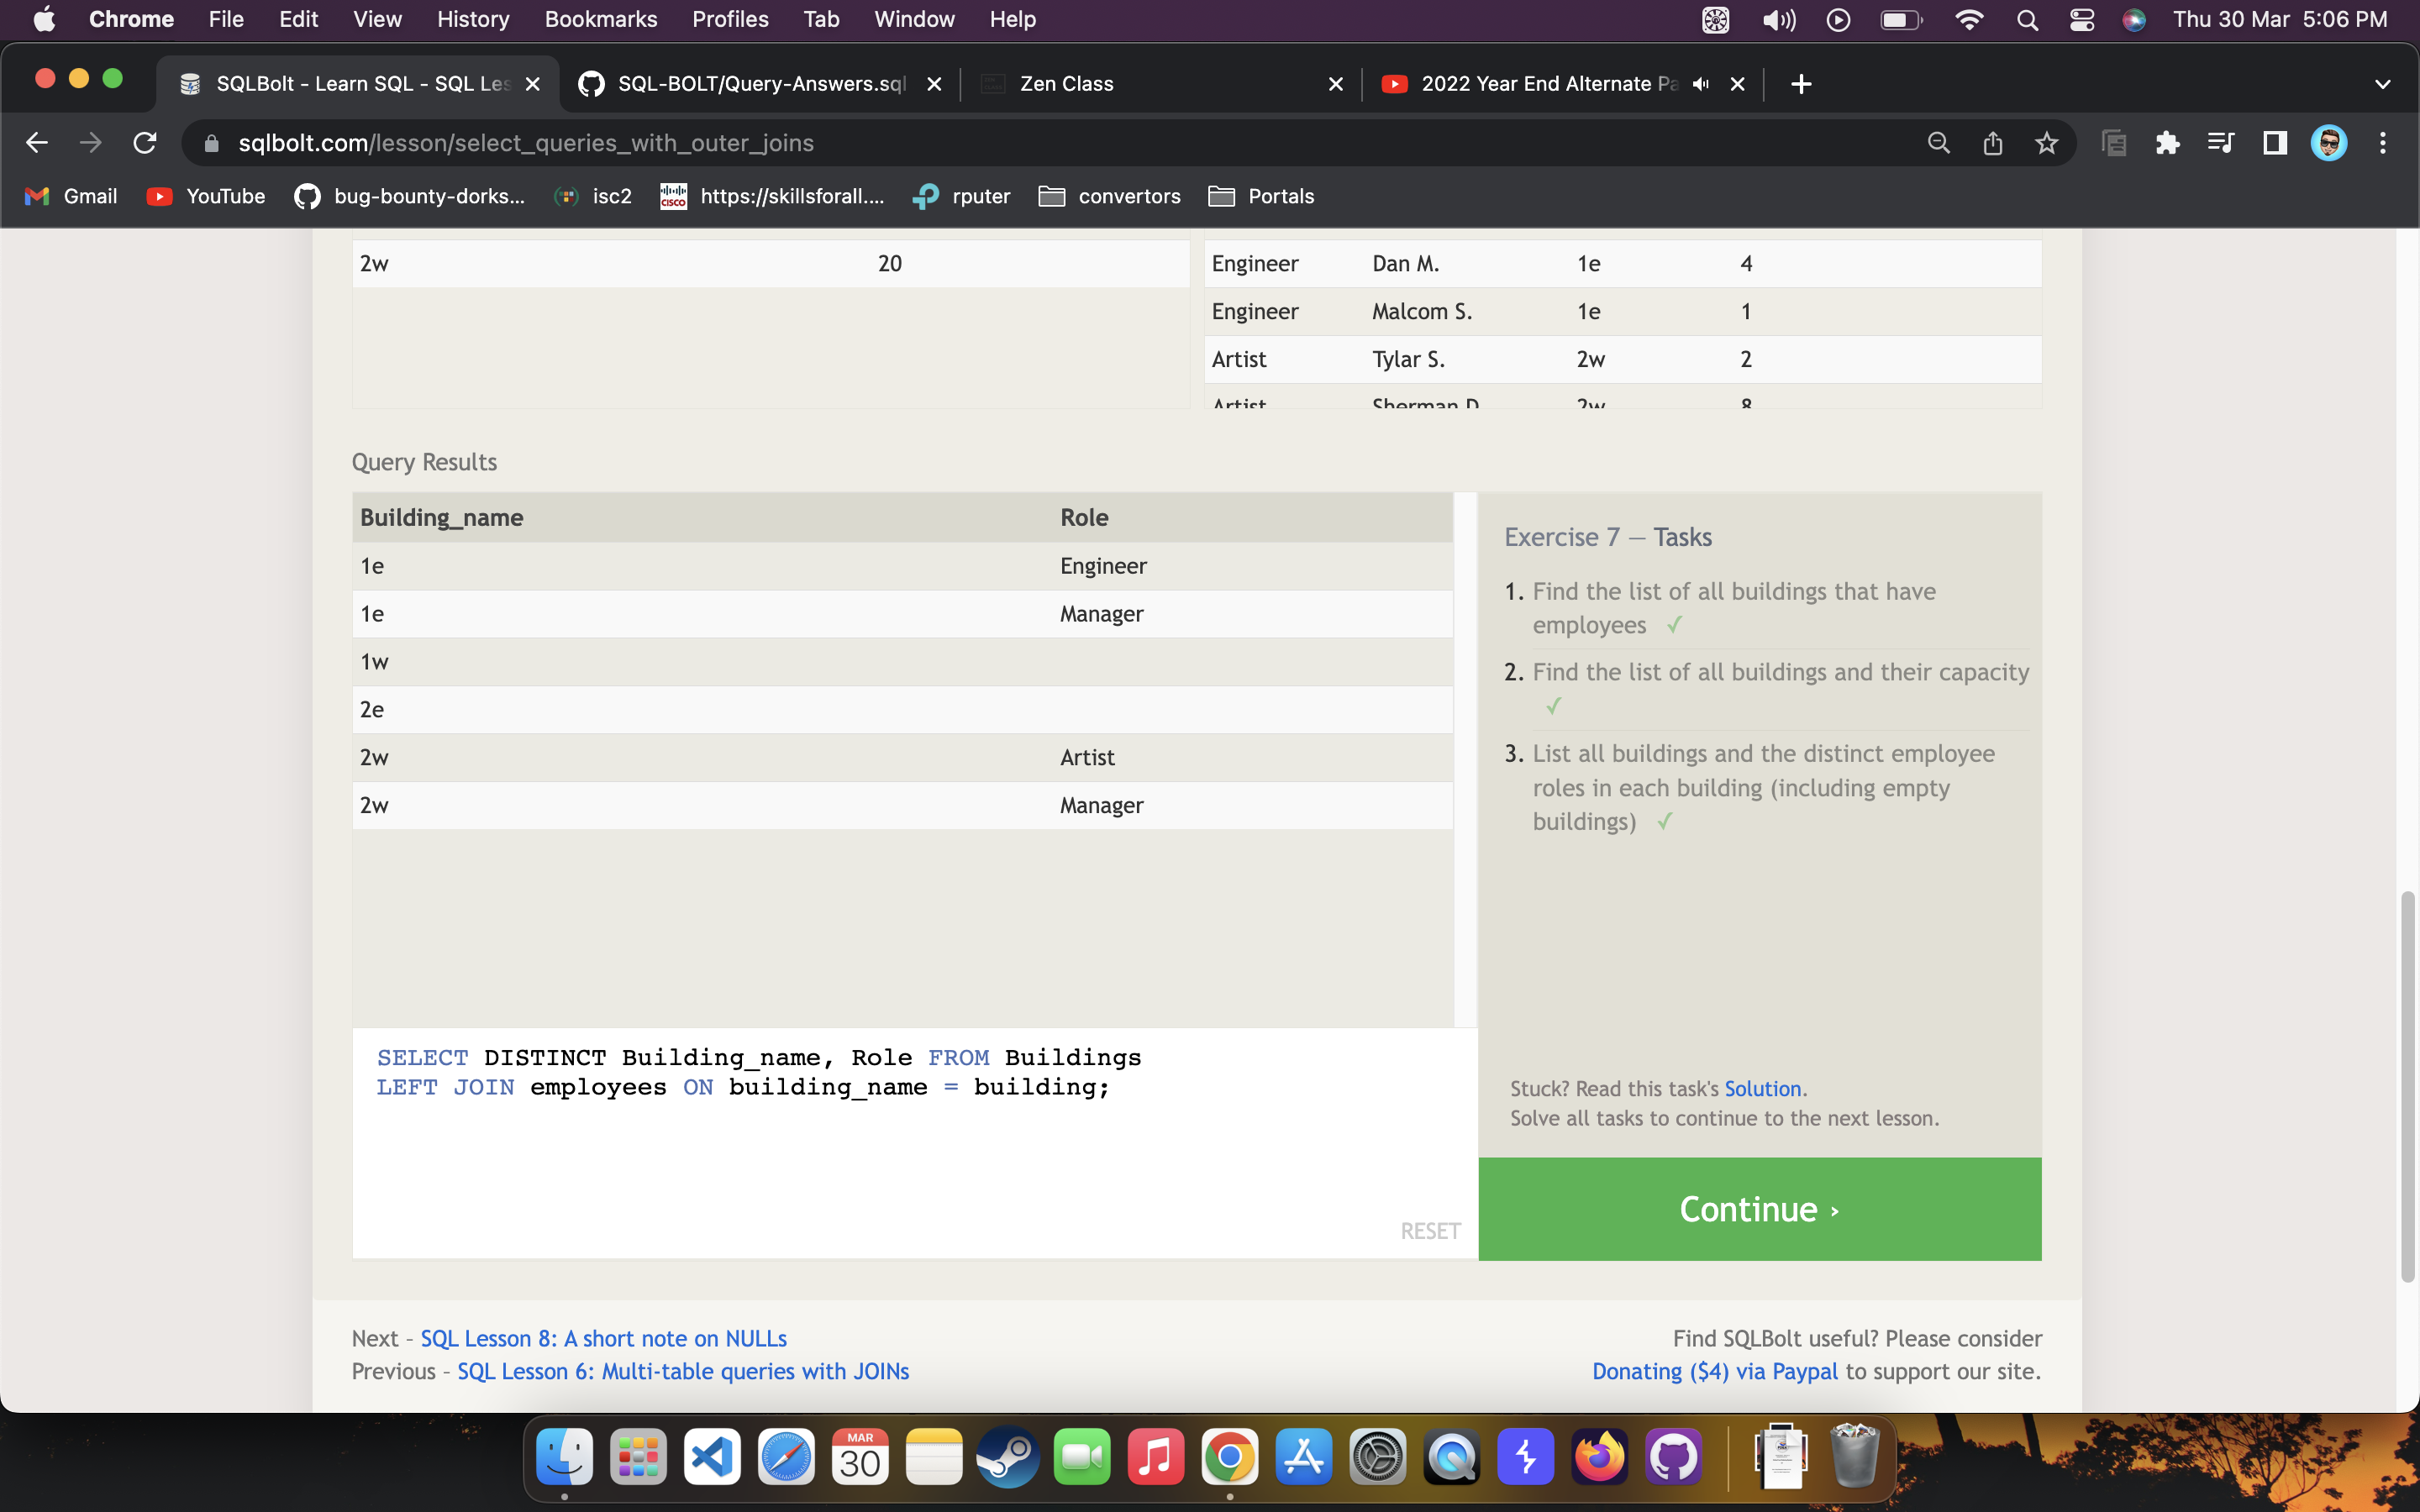 Chrome File Edit View History Bookmarks Profiles Tab Window Help Thu 30 Mar 5:06 PM
SQLBolt - Learn SQL - SQL Les SQL-BOLT/Query-Answers.sql Zen Class 2022 Year End Alternate Pa
sqlbolt.com/lesson/select_queries_with_outer_joins
Gmail YouTube bug-bounty-dorks... isc2 https://skillsforall.... rputer convertors Portals
2w 20 Engineer Dan M. 1e 4
Engineer Malcom S. 1e 1
Artist Tylar S. 2w 2
Artist Sherman D. 2w 8
Query Results
Building_name Role
1e Engineer
1e Manager
1w
2e
2w Artist
2w Manager
Exercise 7 — Tasks
1. Find the list of all buildings that have
employees ✓
2. Find the list of all buildings and their capacity
✓
3. List all buildings and the distinct employee
roles in each building (including empty
buildings) ✓
SELECT DISTINCT Building_name, Role FROM Buildings
LEFT JOIN employees ON building_name = building;
RESET
Stuck? Read this task's Solution.
Solve all tasks to continue to the next lesson.
Continue ›
Next – SQL Lesson 8: A short note on NULLs
Previous – SQL Lesson 6: Multi-table queries with JOINs
Find SQLBolt useful? Please consider
Donating ($4) via Paypal to support our site.
MAR
30